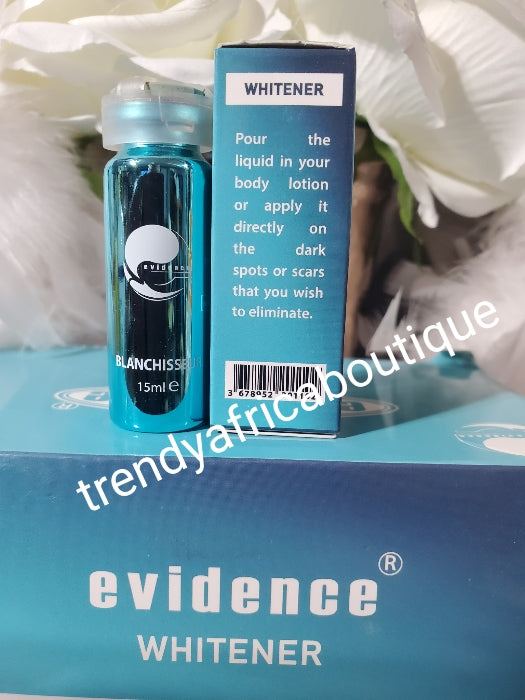 WHITENER
Pour the
liquid in your
body lotion
or apply it
directly on
the dark
spots or scars
that you wish
to eliminate.
evidence
BLANCHISSEUR
15ml e
trendyafricaboutique
evidence®
WHITENER